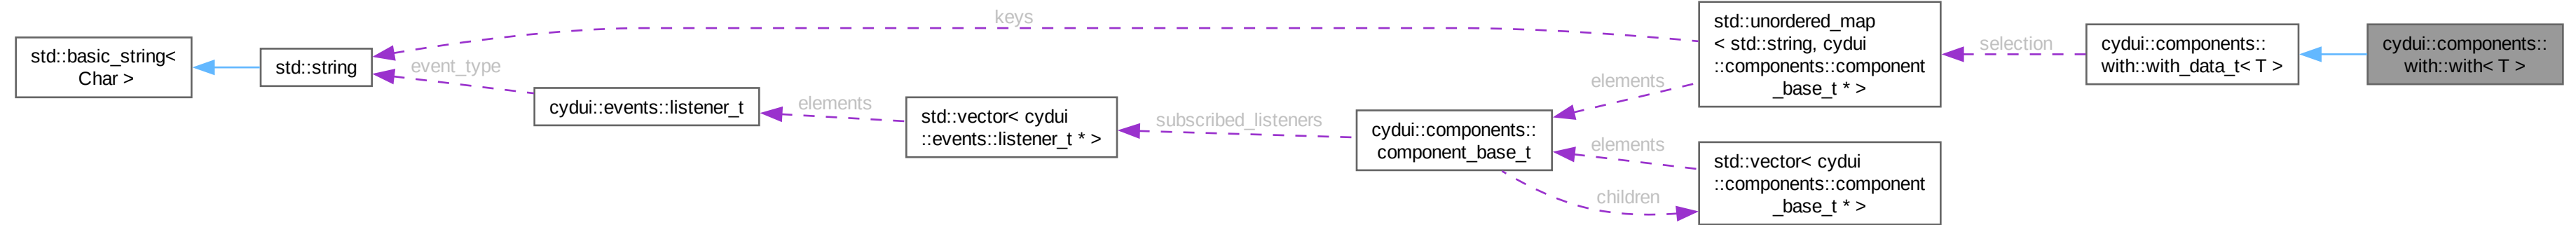 std::basic_string<
Char >
std::string
keys
event_type
cydui::events::listener_t
elements
std::vector< cydui
::events::listener_t * >
subscribed_listeners
cydui::components::
component_base_t
elements
elements
children
std::unordered_map
< std::string, cydui
::components::component
_base_t * >
std::vector< cydui
::components::component
_base_t * >
selection
cydui::components::
with::with_data_t< T >
cydui::components::
with::with< T >